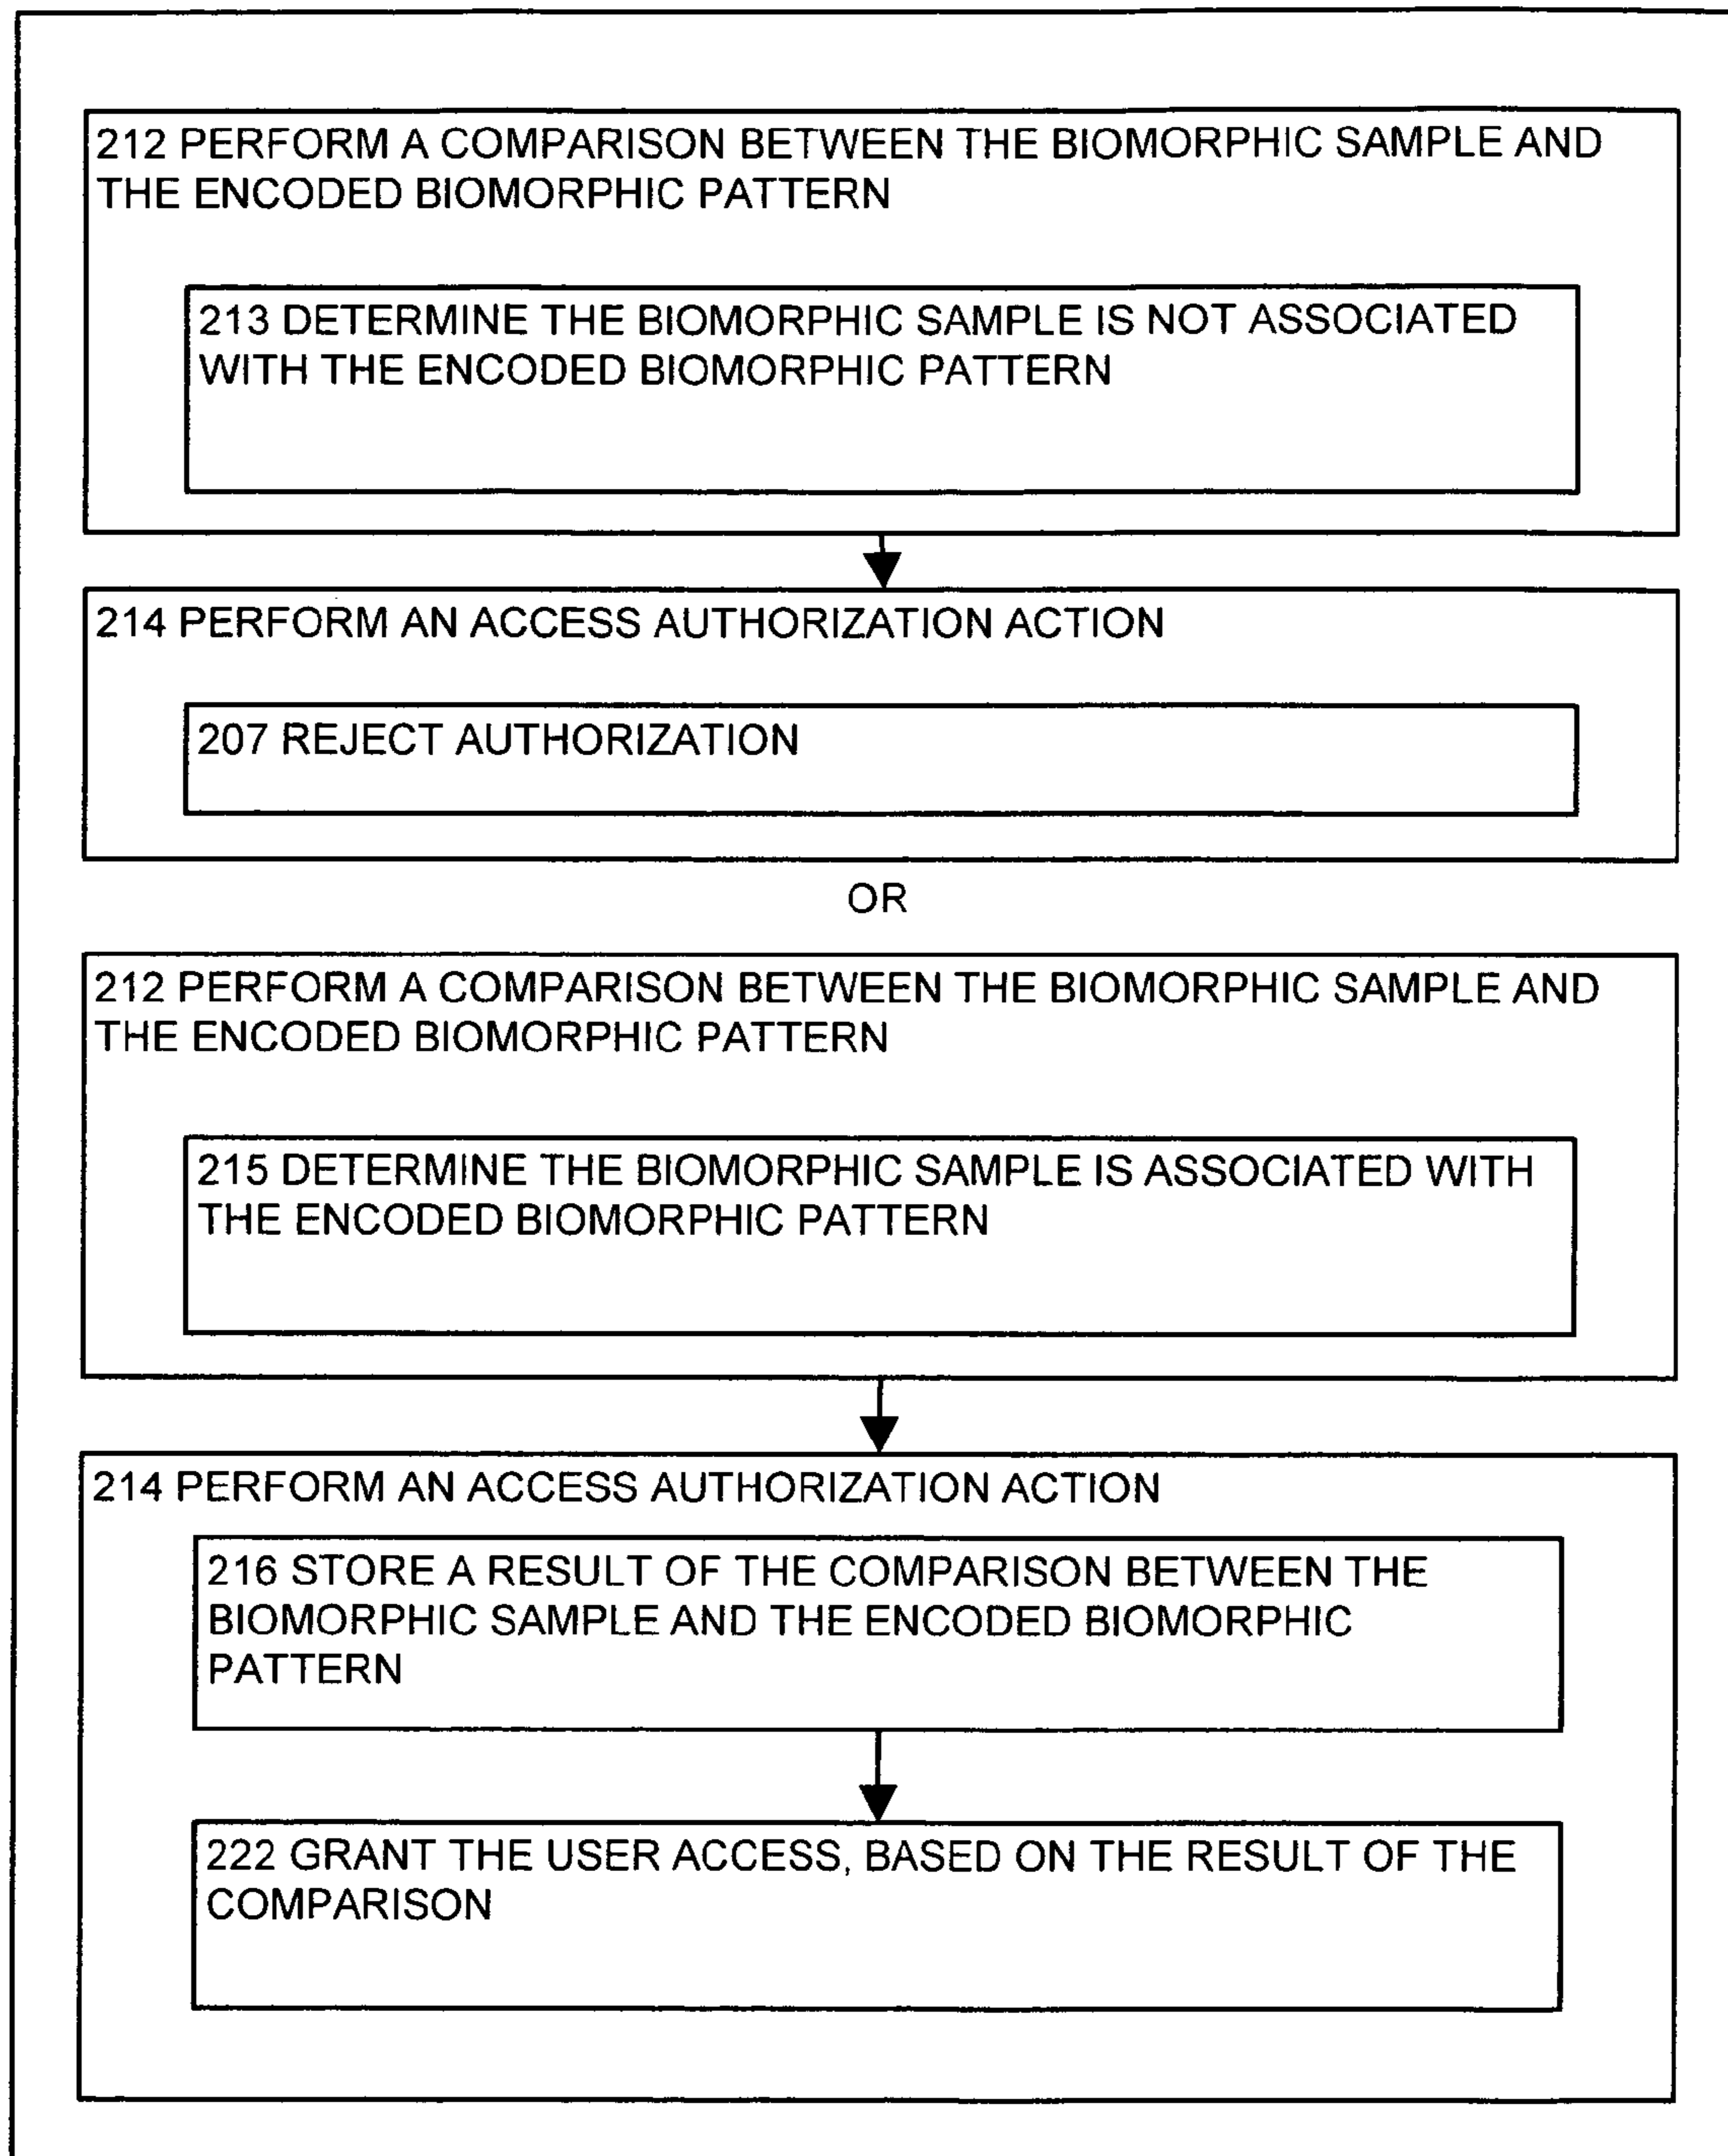 212 PERFORM A COMPARISON BETWEEN THE BIOMORPHIC SAMPLE AND
THE ENCODED BIOMORPHIC PATTERN
213 DETERMINE THE BIOMORPHIC SAMPLE IS NOT ASSOCIATED
WITH THE ENCODED BIOMORPHIC PATTERN
214 PERFORM AN ACCESS AUTHORIZATION ACTION
207 REJECT AUTHORIZATION
OR
212 PERFORM A COMPARISON BETWEEN THE BIOMORPHIC SAMPLE AND
THE ENCODED BIOMORPHIC PATTERN
215 DETERMINE THE BIOMORPHIC SAMPLE IS ASSOCIATED WITH
THE ENCODED BIOMORPHIC PATTERN
214 PERFORM AN ACCESS AUTHORIZATION ACTION
216 STORE A RESULT OF THE COMPARISON BETWEEN THE
BIOMORPHIC SAMPLE AND THE ENCODED BIOMORPHIC
PATTERN
222 GRANT THE USER ACCESS, BASED ON THE RESULT OF THE
COMPARISON